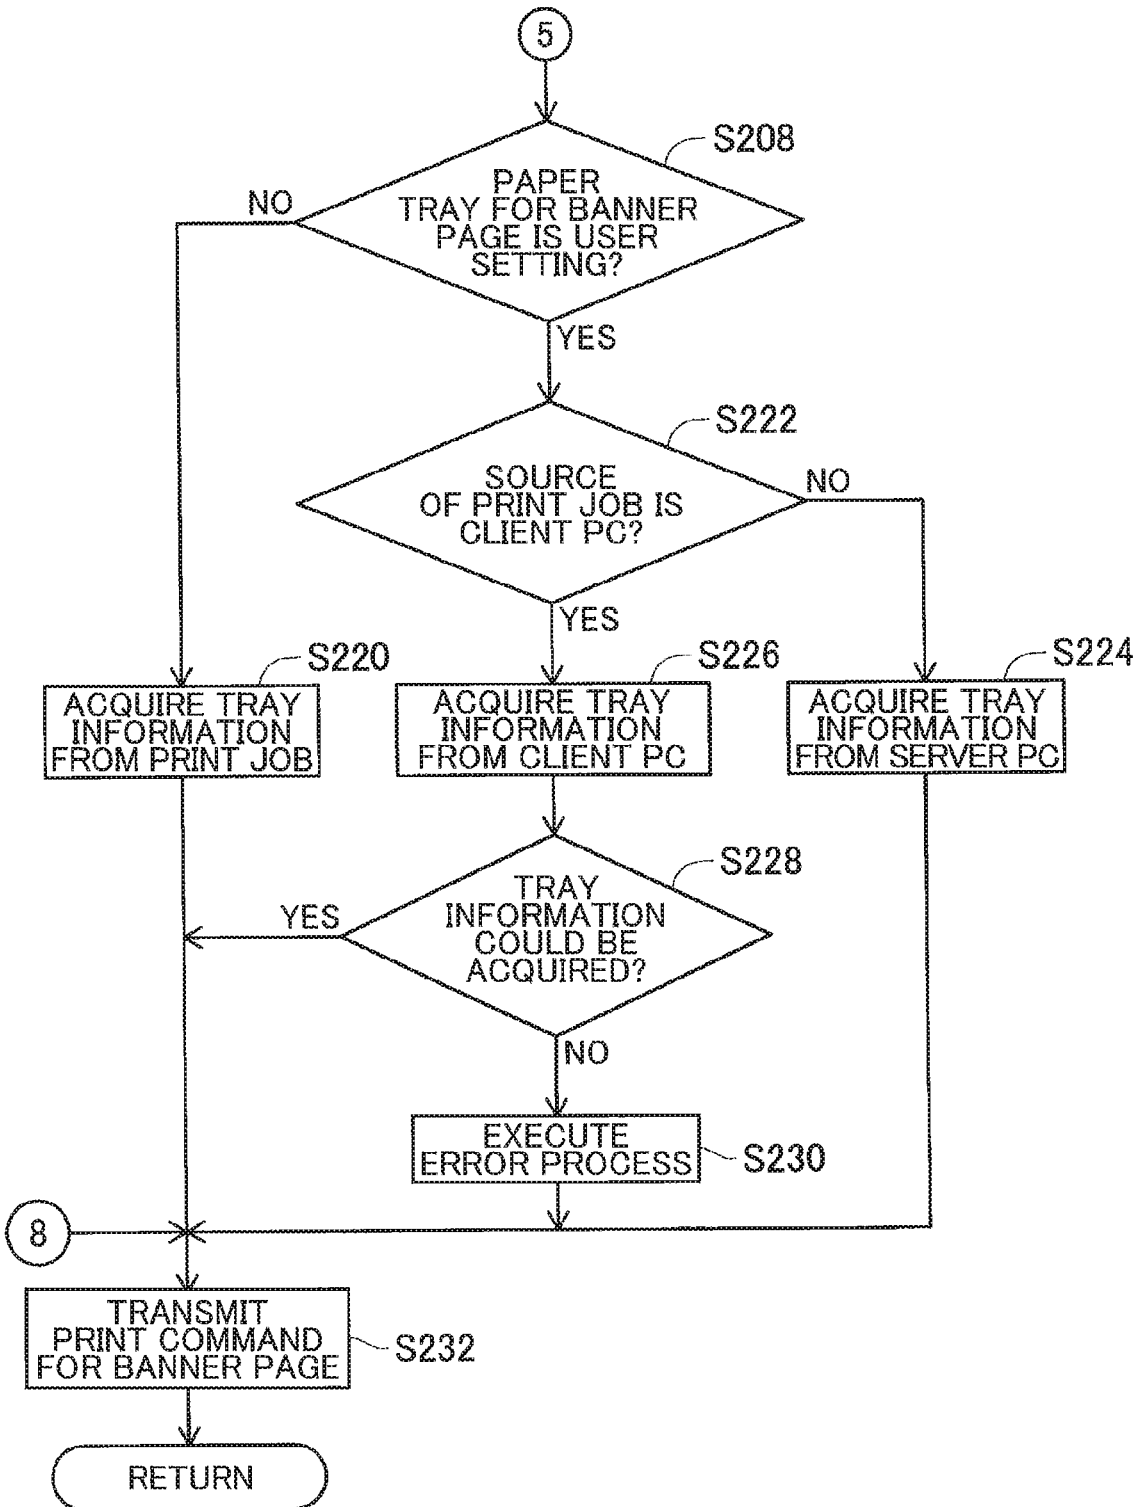 5
S208
PAPER
TRAY FOR BANNER
PAGE IS USER
SETTING?
NO
YES
S222
SOURCE
OF PRINT JOB IS
CLIENT PC?
NO
YES
S220
ACQUIRE TRAY
INFORMATION
FROM PRINT JOB
S226
ACQUIRE TRAY
INFORMATION
FROM CLIENT PC
S224
ACQUIRE TRAY
INFORMATION
FROM SERVER PC
S228
TRAY
INFORMATION
COULD BE
ACQUIRED?
YES
NO
EXECUTE
ERROR PROCESS
S230
8
TRANSMIT
PRINT COMMAND
FOR BANNER PAGE
S232
RETURN